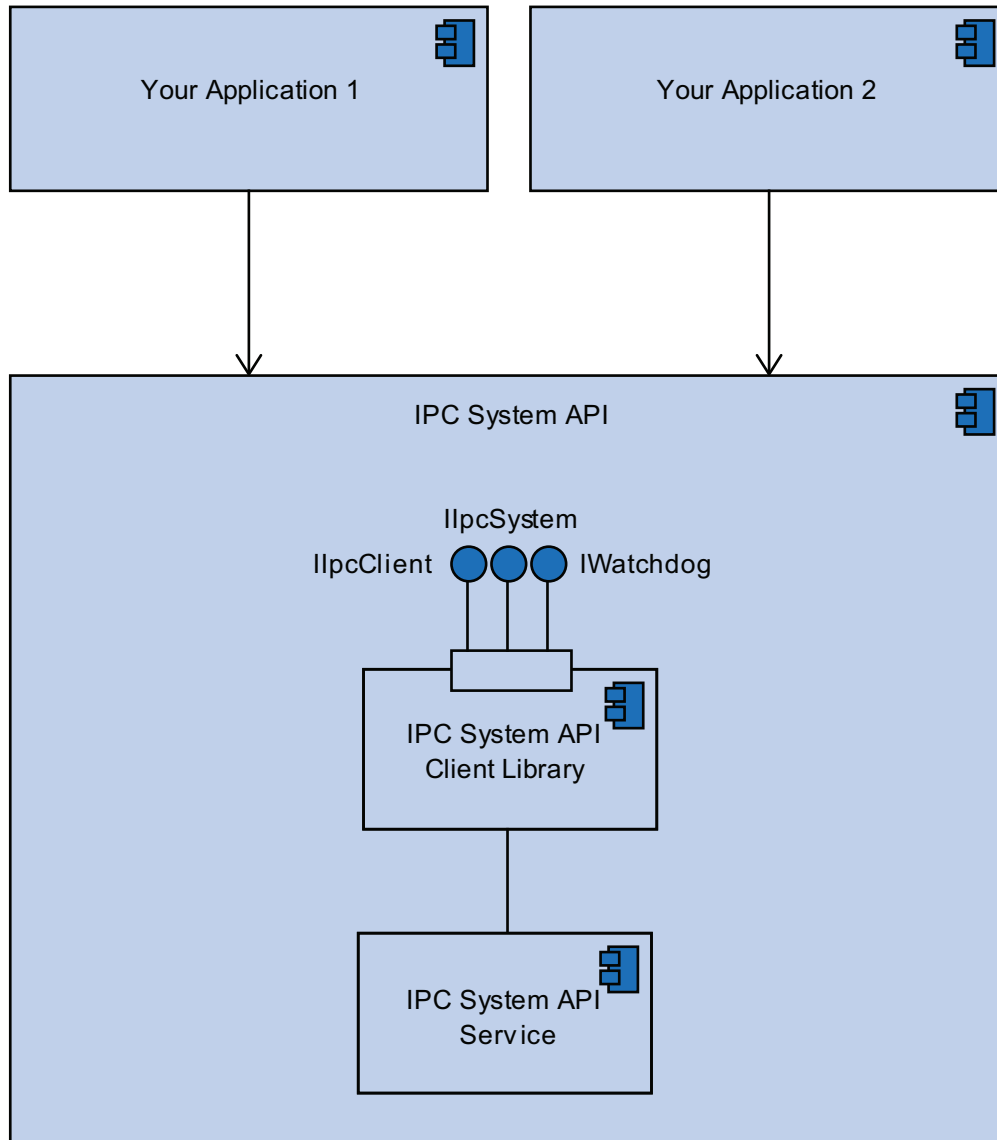 Your Application 1
Your Application 2
IPC System API
IIpcSystem
IIpcClient
IWatchdog
IPC System API
Client Library
IPC System API
Service